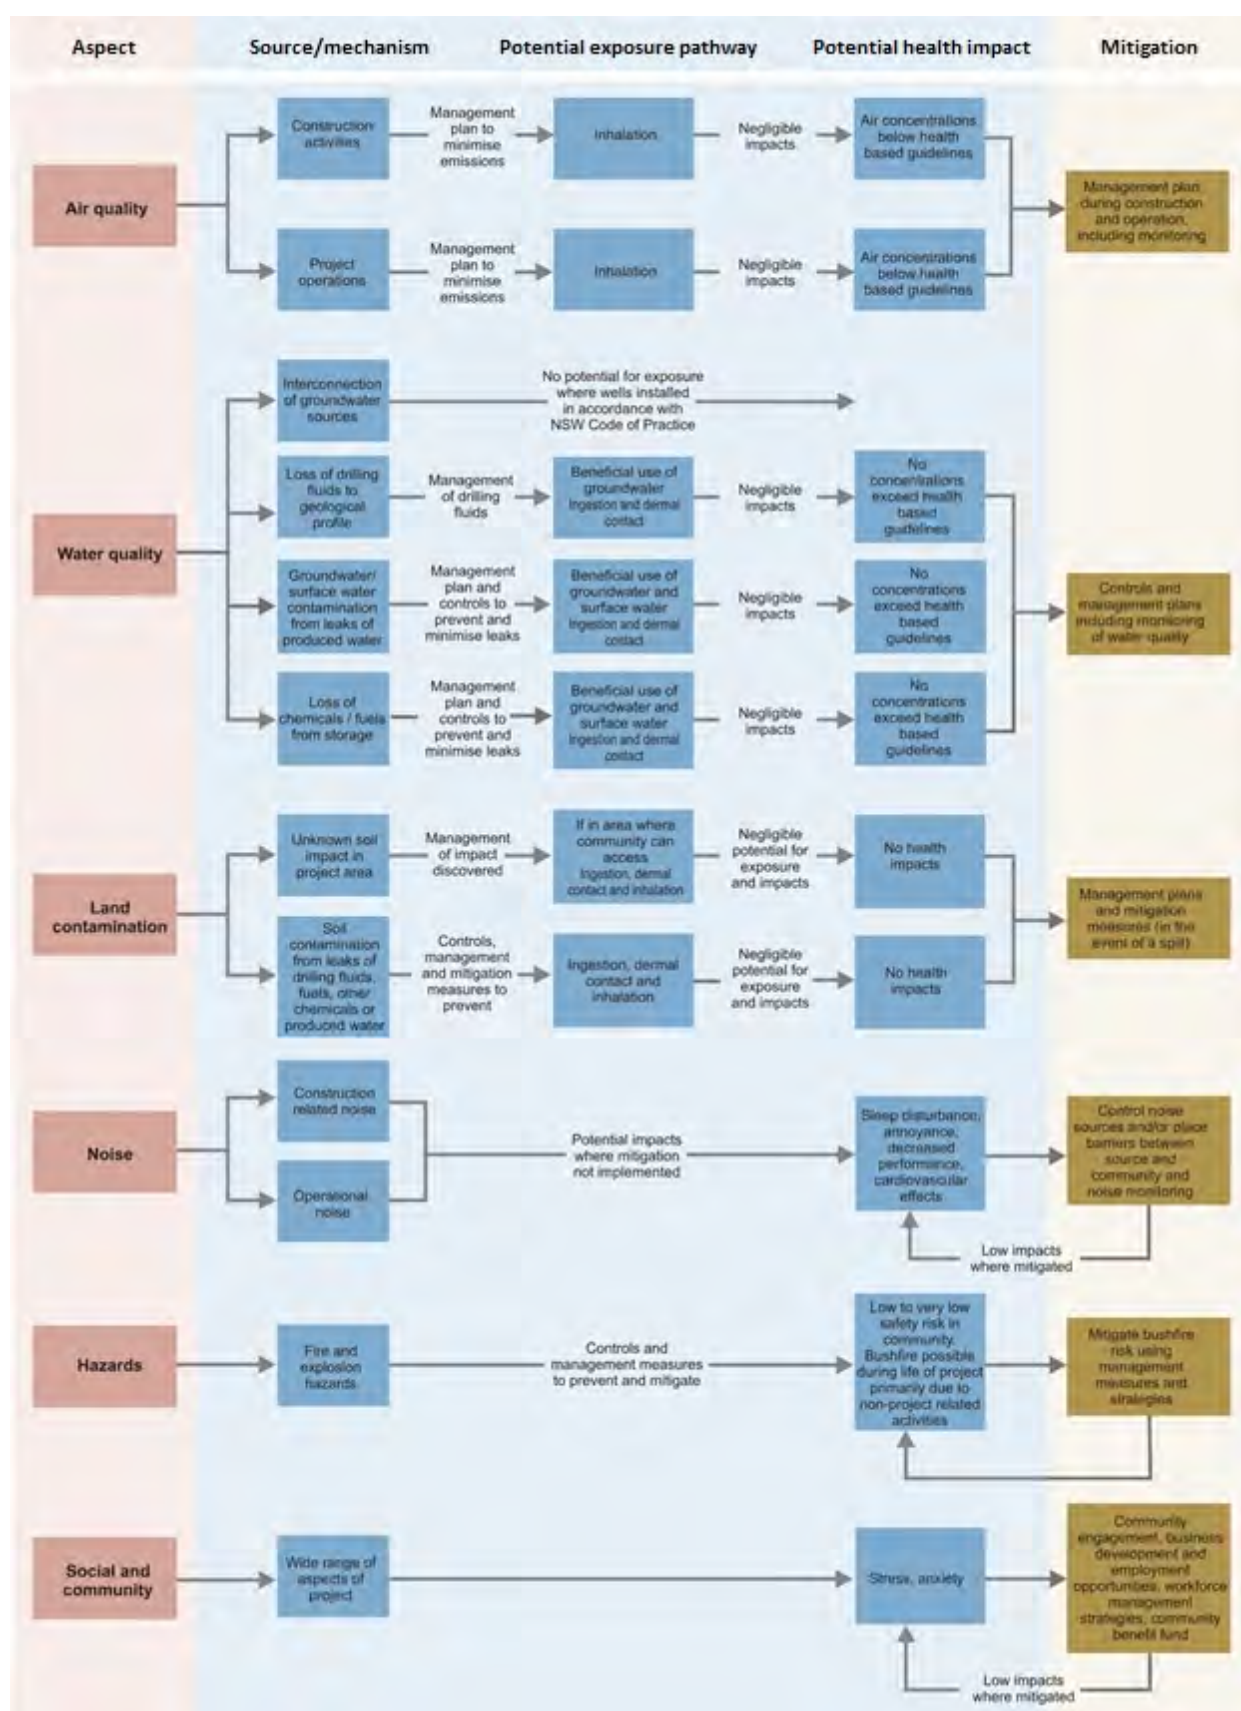 Aspect
Source/mechanism
Potential exposure pathway
Potential health impact
Mitigation
Air quality
Construction
activities
Management
plan to
minimise
emissions
Inhalation
Negligible
impacts
Air concentrations
below health
based guidelines
Project
operations
Management
plan to
minimise
emissions
Inhalation
Negligible
impacts
Air concentrations
below health
based guidelines
Management plan
during construction
and operation,
including monitoring
Water quality
Interconnection
of groundwater
sources
No potential for exposure
where wells installed
in accordance with
NSW Code of Practice
Loss of drilling
fluids to
geological
profile
Management
of drilling
fluids
Beneficial use of
groundwater
Ingestion and dermal
contact
Negligible
impacts
No
concentrations
exceed health
based
guidelines
Groundwater/
surface water
contamination
from leaks of
produced water
Management
plan and
controls to
prevent and
minimise leaks
Beneficial use of
groundwater and
surface water
Ingestion and dermal
contact
Negligible
impacts
No
concentrations
exceed health
based
guidelines
Loss of
chemicals / fuels
from storage
Management
plan and
controls to
prevent and
minimise leaks
Beneficial use of
groundwater and
surface water
Ingestion and dermal
contact
Negligible
impacts
No
concentrations
exceed health
based
guidelines
Controls and
management plans
including monitoring
of water quality
Land
contamination
Unknown soil
impact in
project area
Management
of impact
discovered
If in area where
community can
access
Ingestion, dermal
contact and inhalation
Negligible
potential for
exposure
and impacts
No health
impacts
Soil
contamination
from leaks of
drilling fluids,
fuels, other
chemicals or
produced water
Controls,
management
and mitigation
measures to
prevent
Ingestion, dermal
contact and
inhalation
Negligible
potential for
exposure
and impacts
No health
impacts
Management plans
and mitigation
measures (in the
event of a spill)
Noise
Construction
related noise
Operational
noise
Potential impacts
where mitigation
not implemented
Sleep disturbance,
annoyance,
decreased
performance,
cardiovascular
effects
Control noise
sources and/or place
barriers between
source and
community and
noise monitoring
Low impacts
where mitigated
Hazards
Fire and
explosion
hazards
Controls and
management measures
to prevent and mitigate
Low to very low
safety risk in
community.
Bushfire possible
during life of project
primarily due to
non-project related
activities
Mitigate bushfire
risk using
management
measures and
strategies
Social and
community
Wide range of
aspects of
project
Stress, anxiety
Community
engagement, business
development and
employment
opportunities, workforce
management
strategies, community
benefit fund
Low impacts
where mitigated